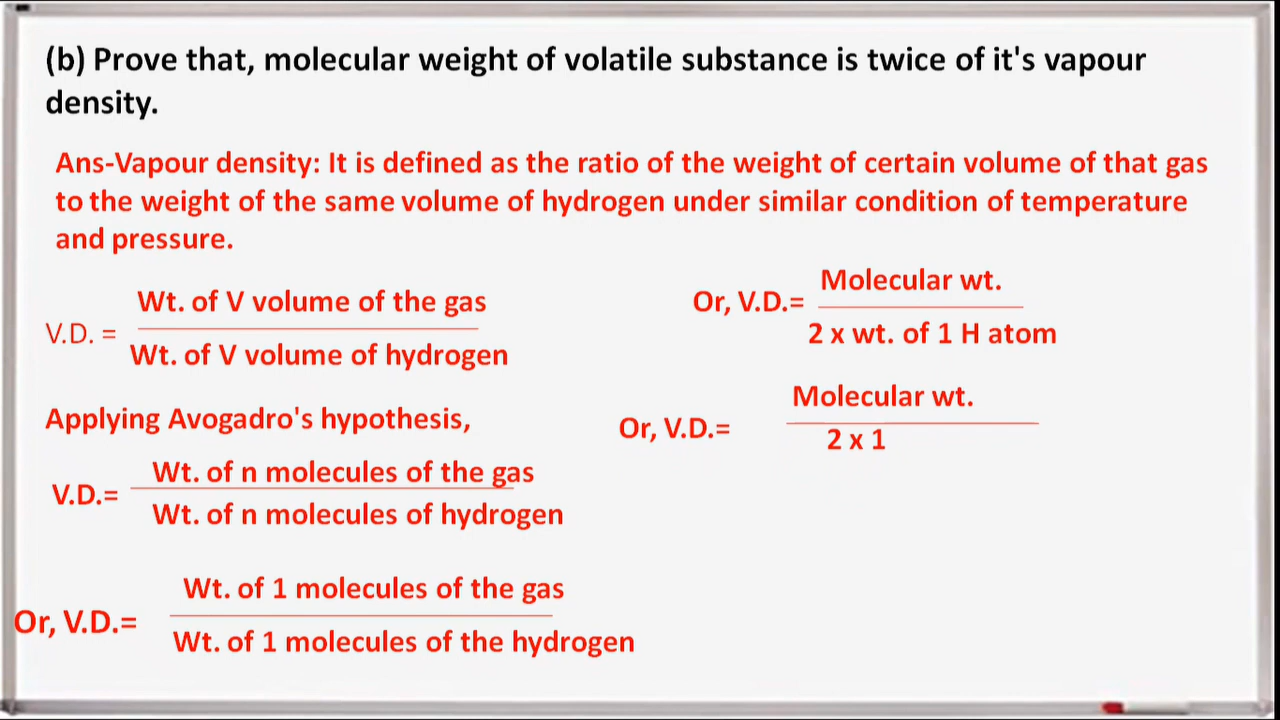 (b) Prove that, molecular weight of volatile substance is twice of it's vapour
density.
Ans-Vapour density: It is defined as the ratio of the weight of certain volume of that gas
to the weight of the same volume of hydrogen under similar condition of temperature
and pressure.
V.D. =
Wt. of V volume of the gas
Wt. of V volume of hydrogen
Applying Avogadro's hypothesis,
V.D.=
Wt. of n molecules of the gas
Wt. of n molecules of hydrogen
Or, V.D.=
Wt. of 1 molecules of the gas
Wt. of 1 molecules of the hydrogen
Or, V.D.=
Molecular wt.
2 x wt. of 1 H atom
Or, V.D.=
Molecular wt.
2 x 1